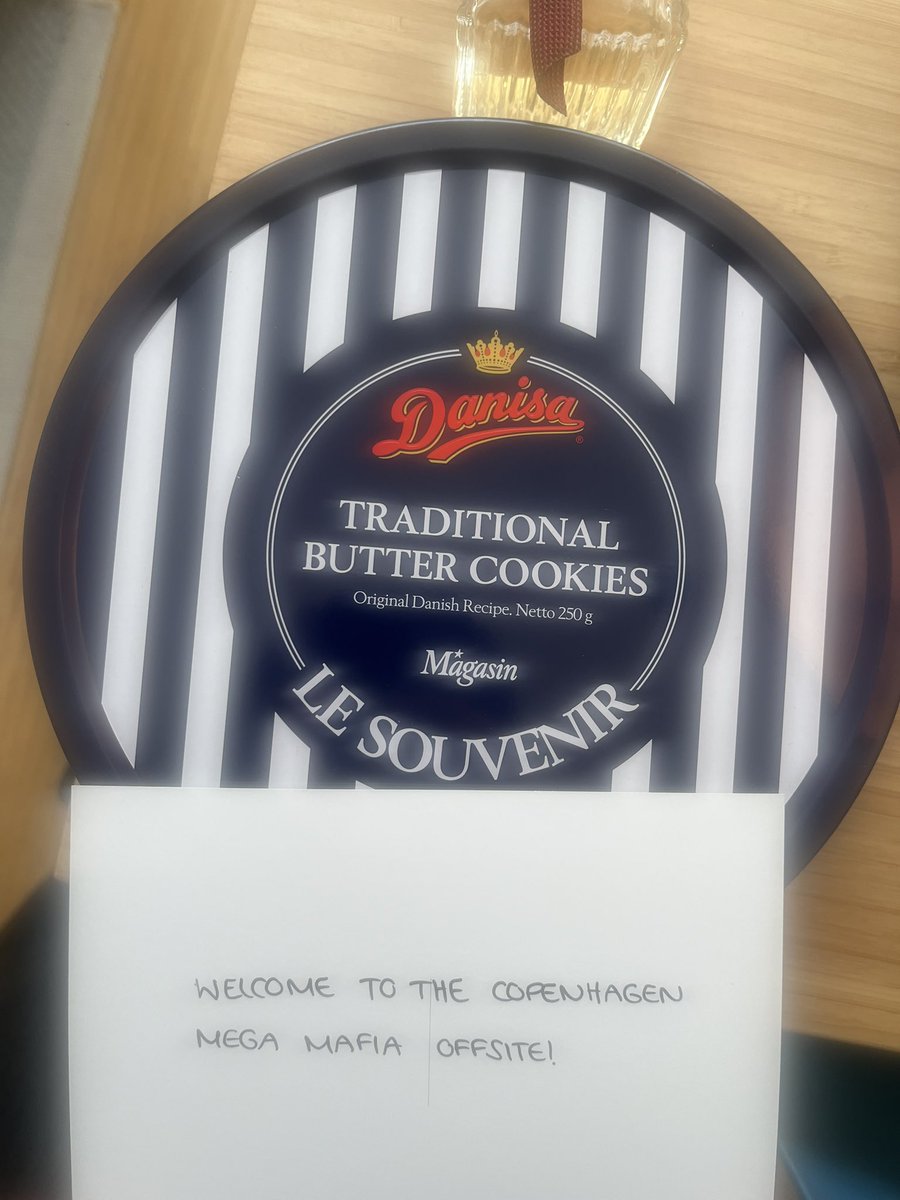 Danisa®
TRADITIONAL
BUTTER COOKIES
Original Danish Recipe. Netto 250 g
Magasin
LE SOUVENIR
WELCOME TO THE COPENHAGEN
MEGA MAFIA OFFSITE!